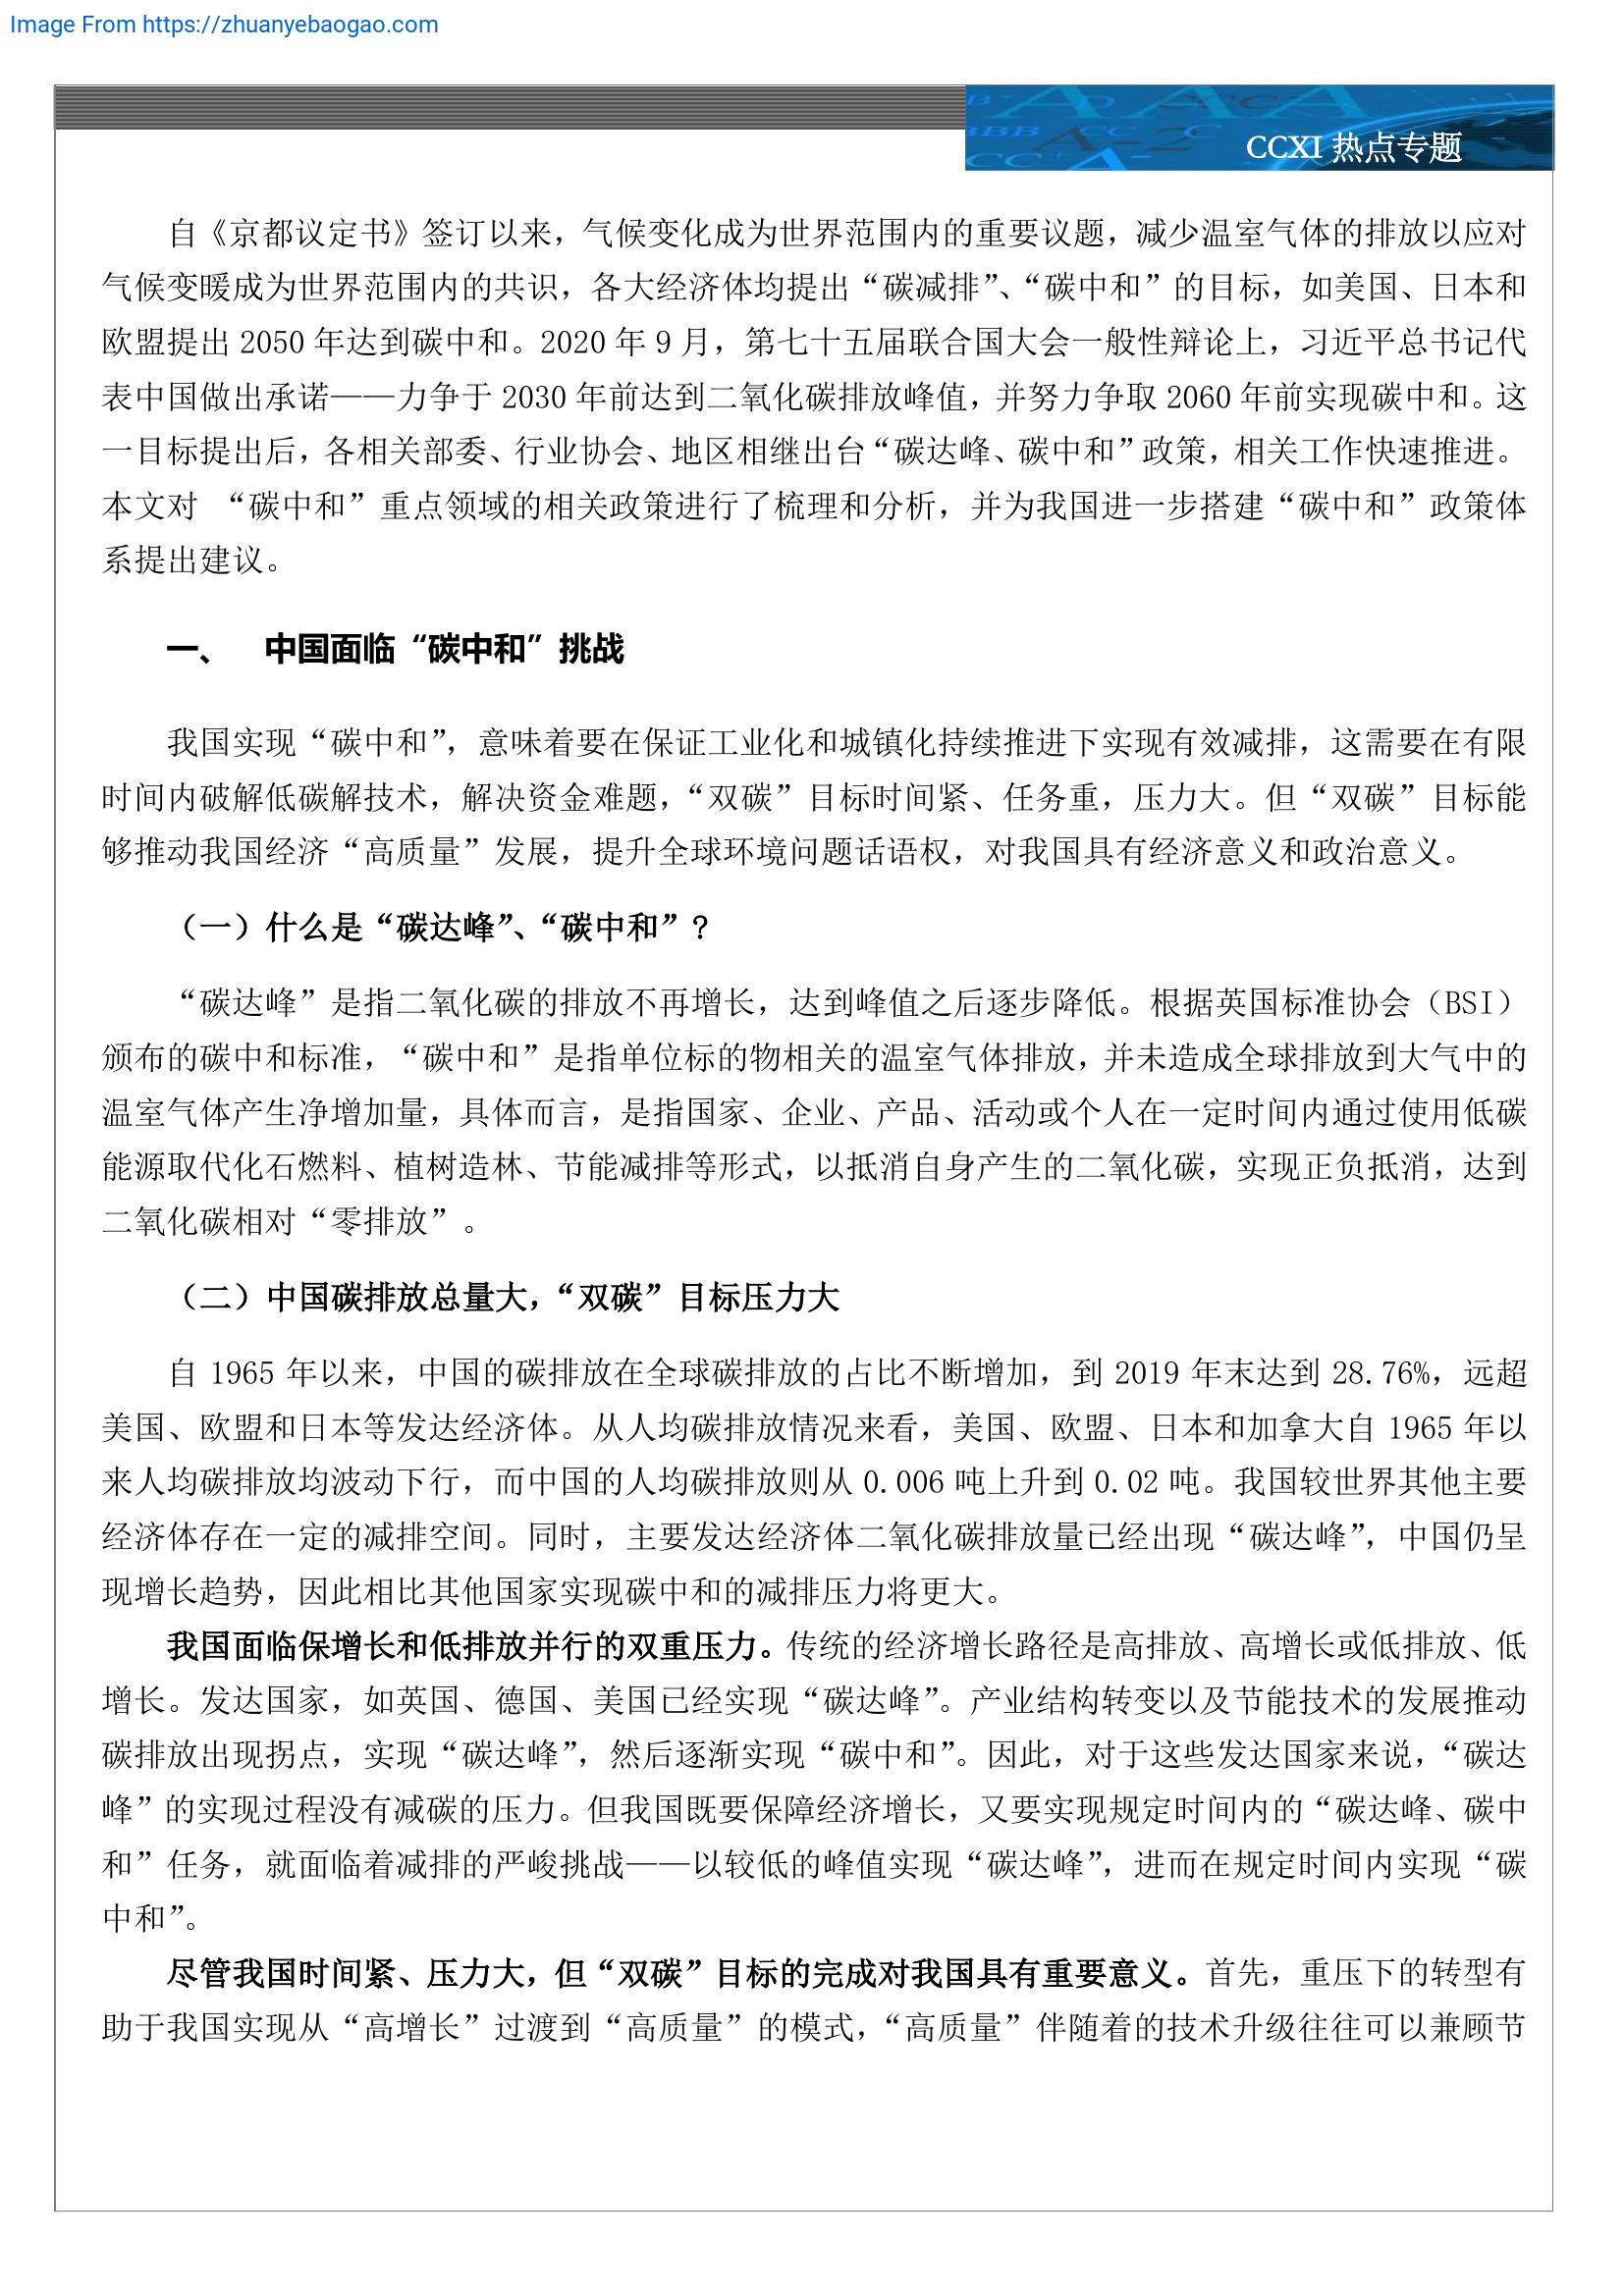 Image From https://zhuanyebaogao.com
CCXI 热点专题
自《京都议定书》签订以来，气候变化成为世界范围内的重要议题，减少温室气体的排放以应对
气候变暖成为世界范围内的共识，各大经济体均提出“碳减排”、“碳中和”的目标，如美国、日本和
欧盟提出 2050 年达到碳中和。2020 年 9 月，第七十五届联合国大会一般性辩论上，习近平总书记代
表中国做出承诺——力争于 2030 年前达到二氧化碳排放峰值，并努力争取 2060 年前实现碳中和。这
一目标提出后，各相关部委、行业协会、地区相继出台“碳达峰、碳中和”政策，相关工作快速推进。
本文对 “碳中和”重点领域的相关政策进行了梳理和分析，并为我国进一步搭建“碳中和”政策体
系提出建议。
一、 中国面临“碳中和”挑战
我国实现“碳中和”，意味着要在保证工业化和城镇化持续推进下实现有效减排，这需要在有限
时间内破解低碳解技术，解决资金难题，“双碳”目标时间紧、任务重，压力大。但“双碳”目标能
够推动我国经济“高质量”发展，提升全球环境问题话语权，对我国具有经济意义和政治意义。
（一）什么是“碳达峰”、“碳中和”？
“碳达峰”是指二氧化碳的排放不再增长，达到峰值之后逐步降低。根据英国标准协会（BSI）
颁布的碳中和标准，“碳中和”是指单位标的物相关的温室气体排放，并未造成全球排放到大气中的
温室气体产生净增加量，具体而言，是指国家、企业、产品、活动或个人在一定时间内通过使用低碳
能源取代化石燃料、植树造林、节能减排等形式，以抵消自身产生的二氧化碳，实现正负抵消，达到
二氧化碳相对“零排放”。
（二）中国碳排放总量大，“双碳”目标压力大
自 1965 年以来，中国的碳排放在全球碳排放的占比不断增加，到 2019 年末达到 28.76%，远超
美国、欧盟和日本等发达经济体。从人均碳排放情况来看，美国、欧盟、日本和加拿大自 1965 年以
来人均碳排放均波动下行，而中国的人均碳排放则从 0.006 吨上升到 0.02 吨。我国较世界其他主要
经济体存在一定的减排空间。同时，主要发达经济体二氧化碳排放量已经出现“碳达峰”，中国仍呈
现增长趋势，因此相比其他国家实现碳中和的减排压力将更大。
我国面临保增长和低排放并行的双重压力。传统的经济增长路径是高排放、高增长或低排放、低
增长。发达国家，如英国、德国、美国已经实现“碳达峰”。产业结构转变以及节能技术的发展推动
碳排放出现拐点，实现“碳达峰”，然后逐渐实现“碳中和”。因此，对于这些发达国家来说，“碳达
峰”的实现过程没有减碳的压力。但我国既要保障经济增长，又要实现规定时间内的“碳达峰、碳中
和”任务，就面临着减排的严峻挑战——以较低的峰值实现“碳达峰”，进而在规定时间内实现“碳
中和”。
尽管我国时间紧、压力大，但“双碳”目标的完成对我国具有重要意义。首先，重压下的转型有
助于我国实现从“高增长”过渡到“高质量”的模式，“高质量”伴随着的技术升级往往可以兼顾节